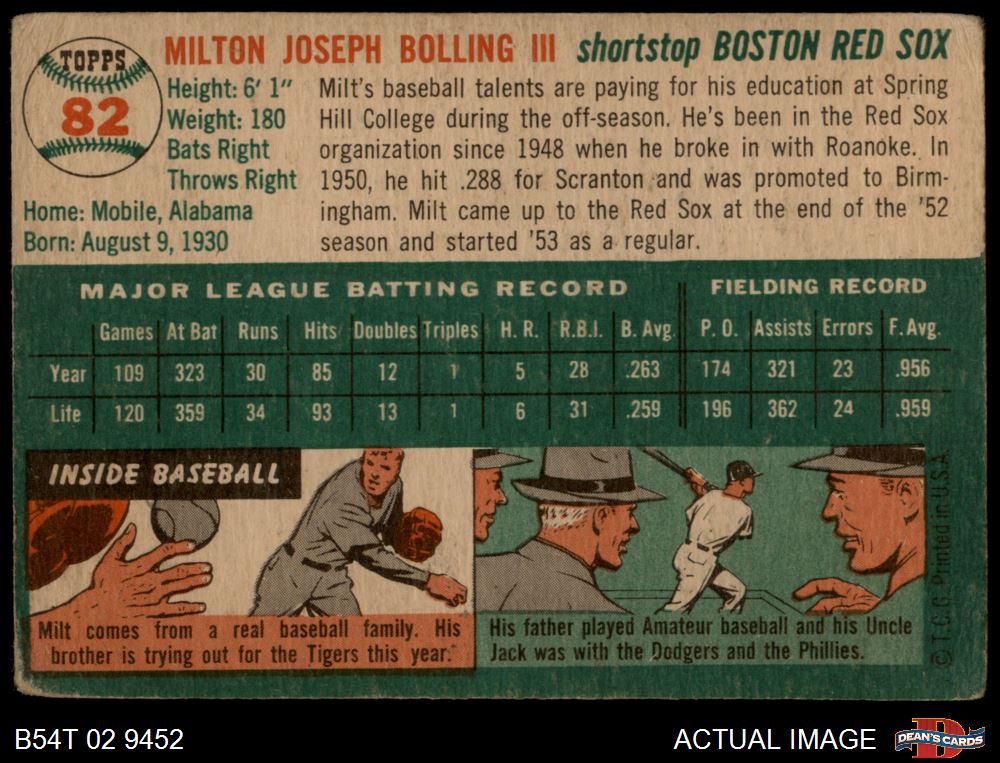 TOPPS
82
MILTON JOSEPH BOLLING III shortstop BOSTON RED SOX
Height: 6' 1"
Weight: 180
Bats Right
Throws Right
Home: Mobile, Alabama
Born: August 9, 1930
Milt's baseball talents are paying for his education at Spring
Hill College during the off-season. He's been in the Red Sox
organization since 1948 when he broke in with Roanoke. In
1950, he hit .288 for Scranton and was promoted to Birm-
ingham. Milt came up to the Red Sox at the end of the '52
season and started '53 as a regular.
MAJOR LEAGUE BATTING RECORD FIELDING RECORD
Games At Bat Runs Hits Doubles Triples H. R. R.B.I. B. Avg. P. O. Assists Errors F. Avg.
Year 109 323 30 85 12 1 5 28 .263 174 321 23 .956
Life 120 359 34 93 13 1 6 31 .259 196 362 24 .959
INSIDE BASEBALL
Milt comes from a real baseball family. His
brother is trying out for the Tigers this year.
His father played Amateur baseball and his Uncle
Jack was with the Dodgers and the Phillies.
© T.C.G. Printed in U.S.A.
B54T 02 9452
ACTUAL IMAGE
DEAN'S CARDS